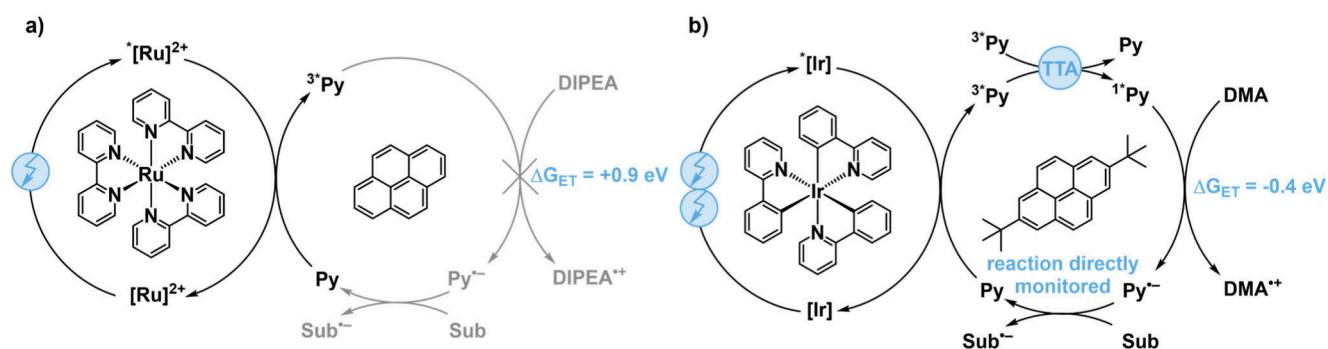 a)
*[Ru]²⁺
³*Py
DIPEA
N
N
N
Ru
N
N
N
ΔG_ET = +0.9 eV
[Ru]²⁺
Py
Py•−
DIPEA•+
Sub•−
Sub
b)
³*Py
Py
TTA
*[Ir]
³*Py
¹*Py
DMA
N
N
Ir
N
ΔG_ET = -0.4 eV
reaction directly
monitored
[Ir]
Py
Py•−
DMA•+
Sub•−
Sub